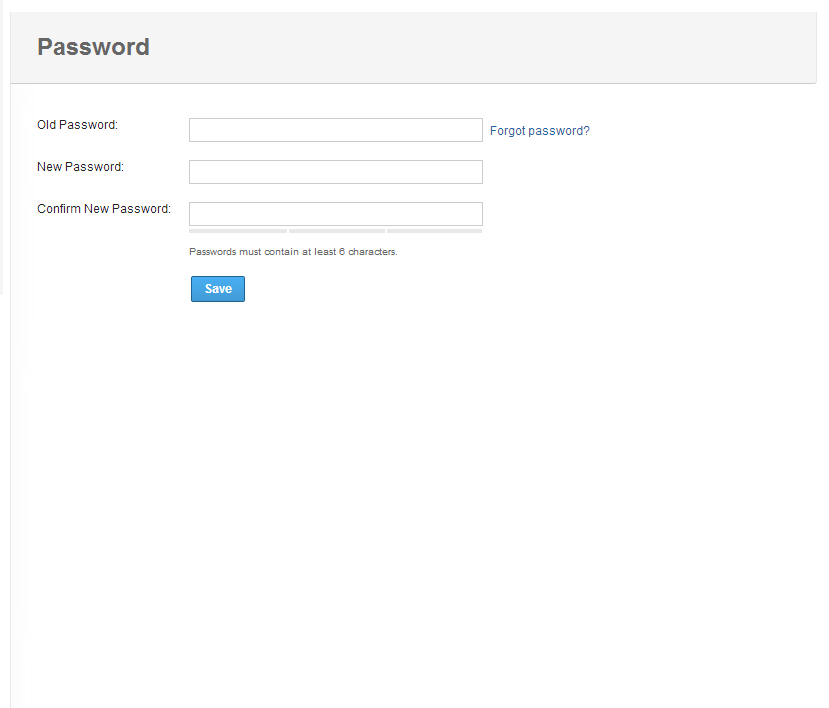 Password
Old Password:
Forgot password?
New Password:
Confirm New Password:
Passwords must contain at least 6 characters.
Save